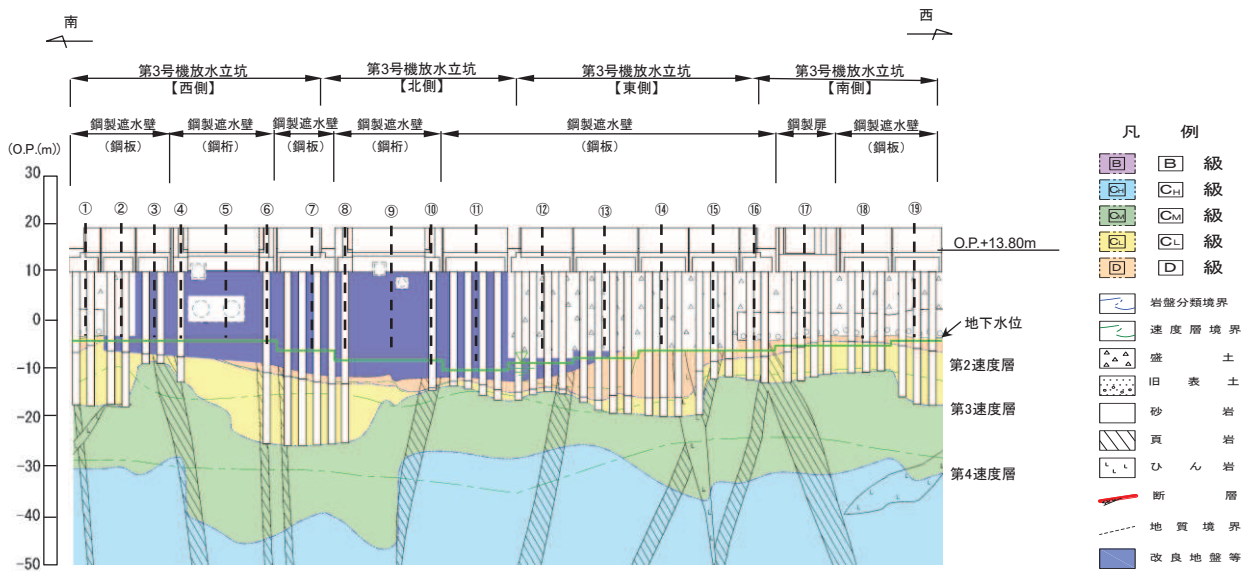 南
西
第3号機放水立坑
【西側】
第3号機放水立坑
【北側】
第3号機放水立坑
【東側】
第3号機放水立坑
【南側】
鋼製遮水壁
(鋼板)
鋼製遮水壁
(鋼桁)
鋼製遮水壁
(鋼板)
鋼製遮水壁
(鋼桁)
鋼製遮水壁
(鋼板)
鋼製扉
鋼製遮水壁
(鋼板)
(O.P.(m))
30
20
10
0
-10
-20
-30
-40
-50
① ② ③ ④ ⑤ ⑥ ⑦ ⑧ ⑨ ⑩ ⑪ ⑫ ⑬ ⑭ ⑮ ⑯ ⑰ ⑱ ⑲
O.P.+13.80m
地下水位
第2速度層
第3速度層
第4速度層
凡 例
B B 級
CH CH 級
CM CM 級
CL CL 級
D D 級
岩盤分類境界
速度層境界
盛土
旧表土
砂岩
頁岩
ひん岩
断層
地質境界
改良地盤等